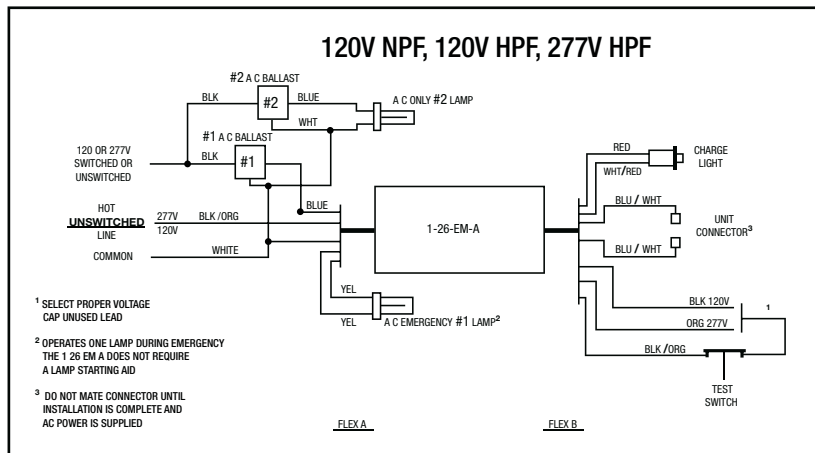 120V NPF, 120V HPF, 277V HPF
#2 A C BALLAST
BLK
#2
BLUE
A C ONLY #2 LAMP
WHT
#1 A C BALLAST
120 OR 277V
SWITCHED OR
UNSWITCHED
BLK
#1
RED
CHARGE
LIGHT
WHT/RED
BLUE
HOT
UNSWITCHED
LINE
277V
120V
BLK /ORG
1-26-EM-A
BLU / WHT
UNIT
CONNECTOR³
BLU / WHT
COMMON
WHITE
YEL
YEL
A C EMERGENCY #1 LAMP²
BLK 120V
1
ORG 277V
BLK /ORG
TEST
SWITCH
¹ SELECT PROPER VOLTAGE
CAP UNUSED LEAD
² OPERATES ONE LAMP DURING EMERGENCY
THE 1 26 EM A DOES NOT REQUIRE
A LAMP STARTING AID
³ DO NOT MATE CONNECTOR UNTIL
INSTALLATION IS COMPLETE AND
AC POWER IS SUPPLIED
FLEX A
FLEX B